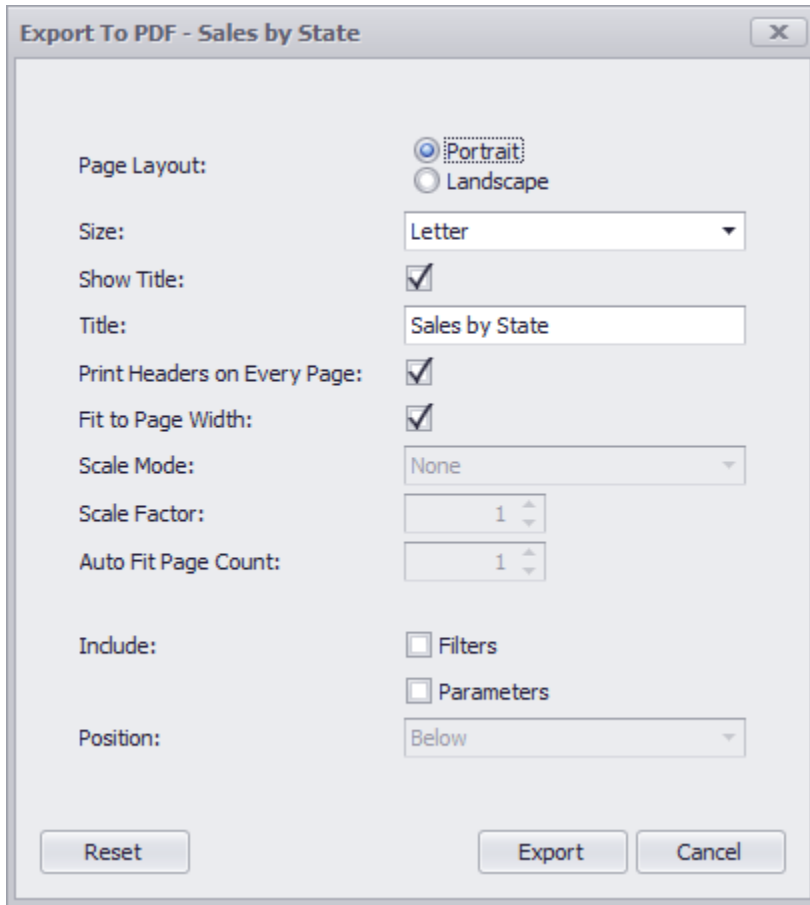 Export To PDF - Sales by State
Page Layout:
Portrait
Landscape
Size:
Letter
Show Title:
Title:
Sales by State
Print Headers on Every Page:
Fit to Page Width:
Scale Mode:
None
Scale Factor:
1
Auto Fit Page Count:
1
Include:
Filters
Parameters
Position:
Below
Reset
Export
Cancel